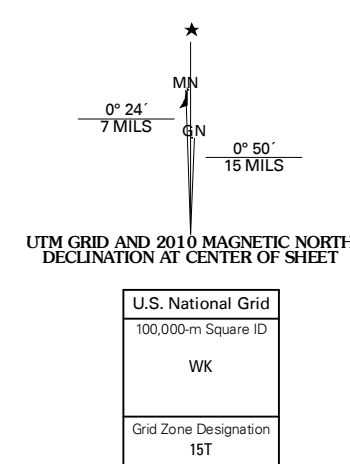 MN
0° 24´
7 MILS
GN
0° 50´
15 MILS
UTM GRID AND 2010 MAGNETIC NORTH
DECLINATION AT CENTER OF SHEET
U.S. National Grid
100,000-m Square ID
WK
Grid Zone Designation
15T